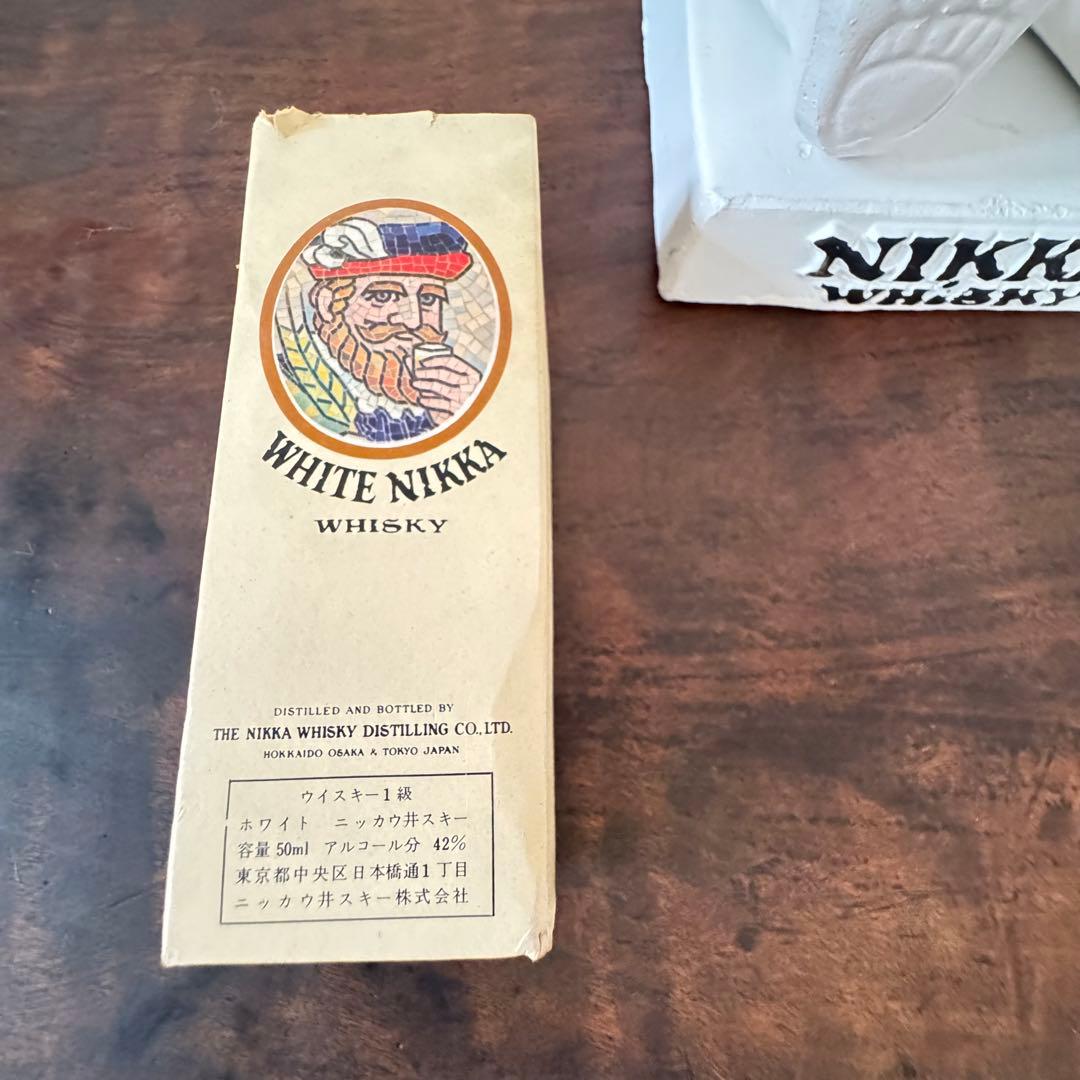 WHITE NIKKA
WHISKY
DISTILLED AND BOTTLED BY
THE NIKKA WHISKY DISTILLING CO., LTD.
HOKKAIDO OSAKA & TOKYO JAPAN
ウイスキー1級
ホワイト ニッカウ井スキー
容量 50ml アルコール分 42%
東京都中央区日本橋通1丁目
ニッカウ井スキー株式会社
NIKK
WHISKY